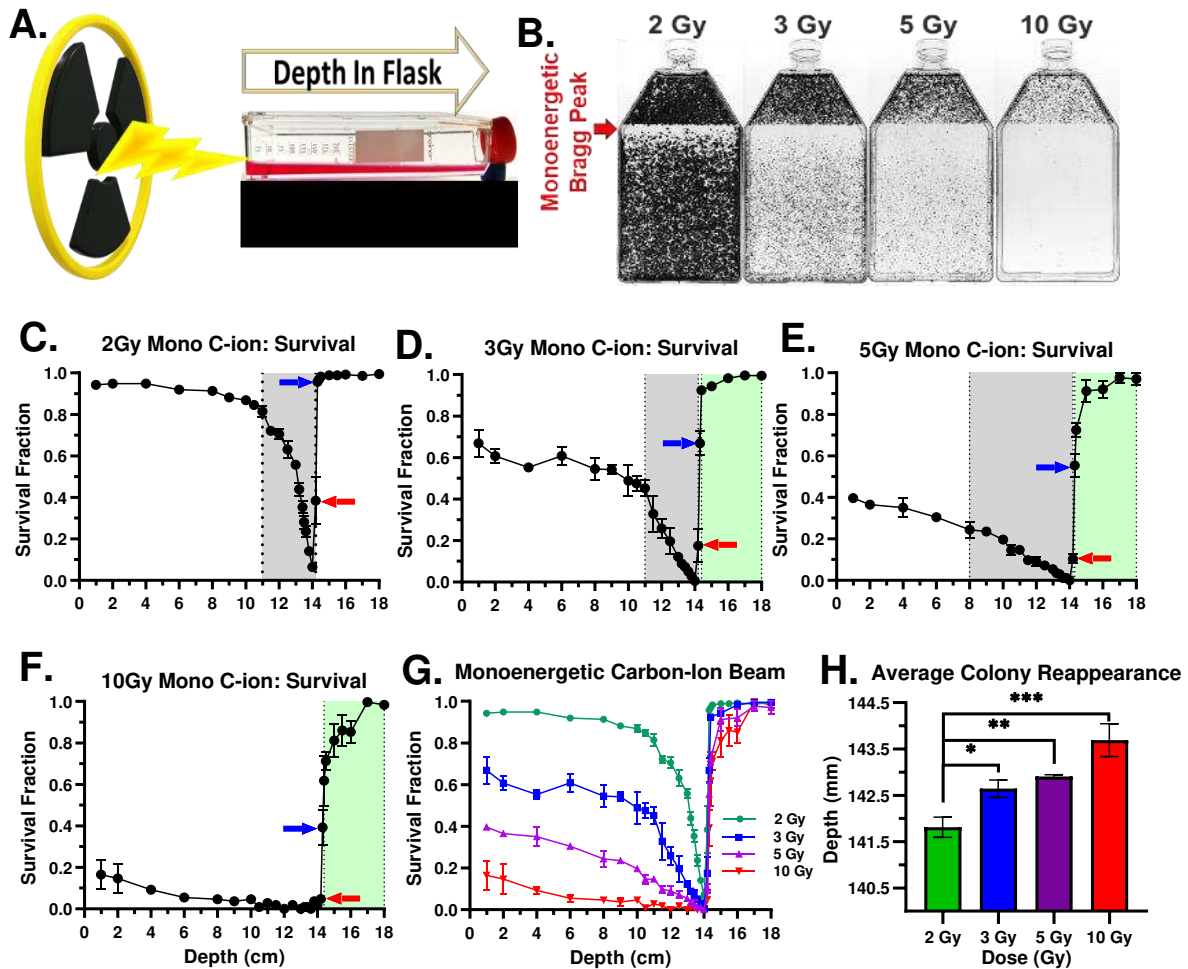 A.
Depth In Flask
B.
2 Gy 3 Gy 5 Gy 10 Gy
Monoenergetic
Bragg Peak
C.
2Gy Mono C-ion: Survival
Survival Fraction
1.0
0.8
0.6
0.4
0.2
0.0
0 2 4 6 8 10 12 14 16 18
D.
3Gy Mono C-ion: Survival
Survival Fraction
1.0
0.8
0.6
0.4
0.2
0.0
0 2 4 6 8 10 12 14 16 18
E.
5Gy Mono C-ion: Survival
Survival Fraction
1.0
0.8
0.6
0.4
0.2
0.0
0 2 4 6 8 10 12 14 16 18
F.
10Gy Mono C-ion: Survival
Survival Fraction
1.0
0.8
0.6
0.4
0.2
0.0
0 2 4 6 8 10 12 14 16 18
Depth (cm)
G.
Monoenergetic Carbon-Ion Beam
Survival Fraction
1.0
0.8
0.6
0.4
0.2
0.0
0 2 4 6 8 10 12 14 16 18
Depth (cm)
2 Gy
3 Gy
5 Gy
10 Gy
H.
Average Colony Reappearance
Depth (mm)
144.5
143.5
142.5
141.5
140.5
***
**
*
2 Gy 3 Gy 5 Gy 10 Gy
Dose (Gy)